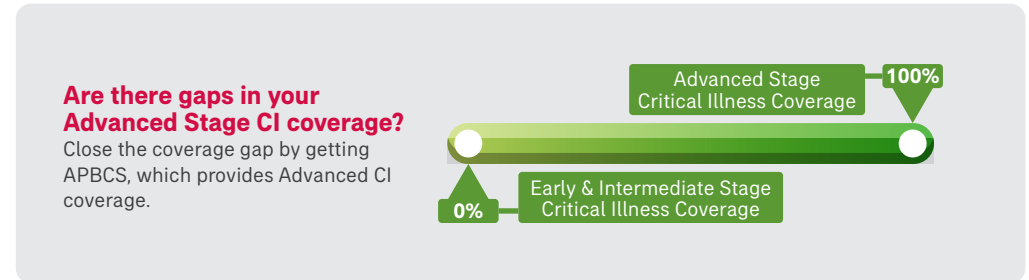 Are there gaps in your
Advanced Stage CI coverage?
Close the coverage gap by getting
APBCS, which provides Advanced CI
coverage.
Advanced Stage
Critical Illness Coverage
100%
0%
Early & Intermediate Stage
Critical Illness Coverage